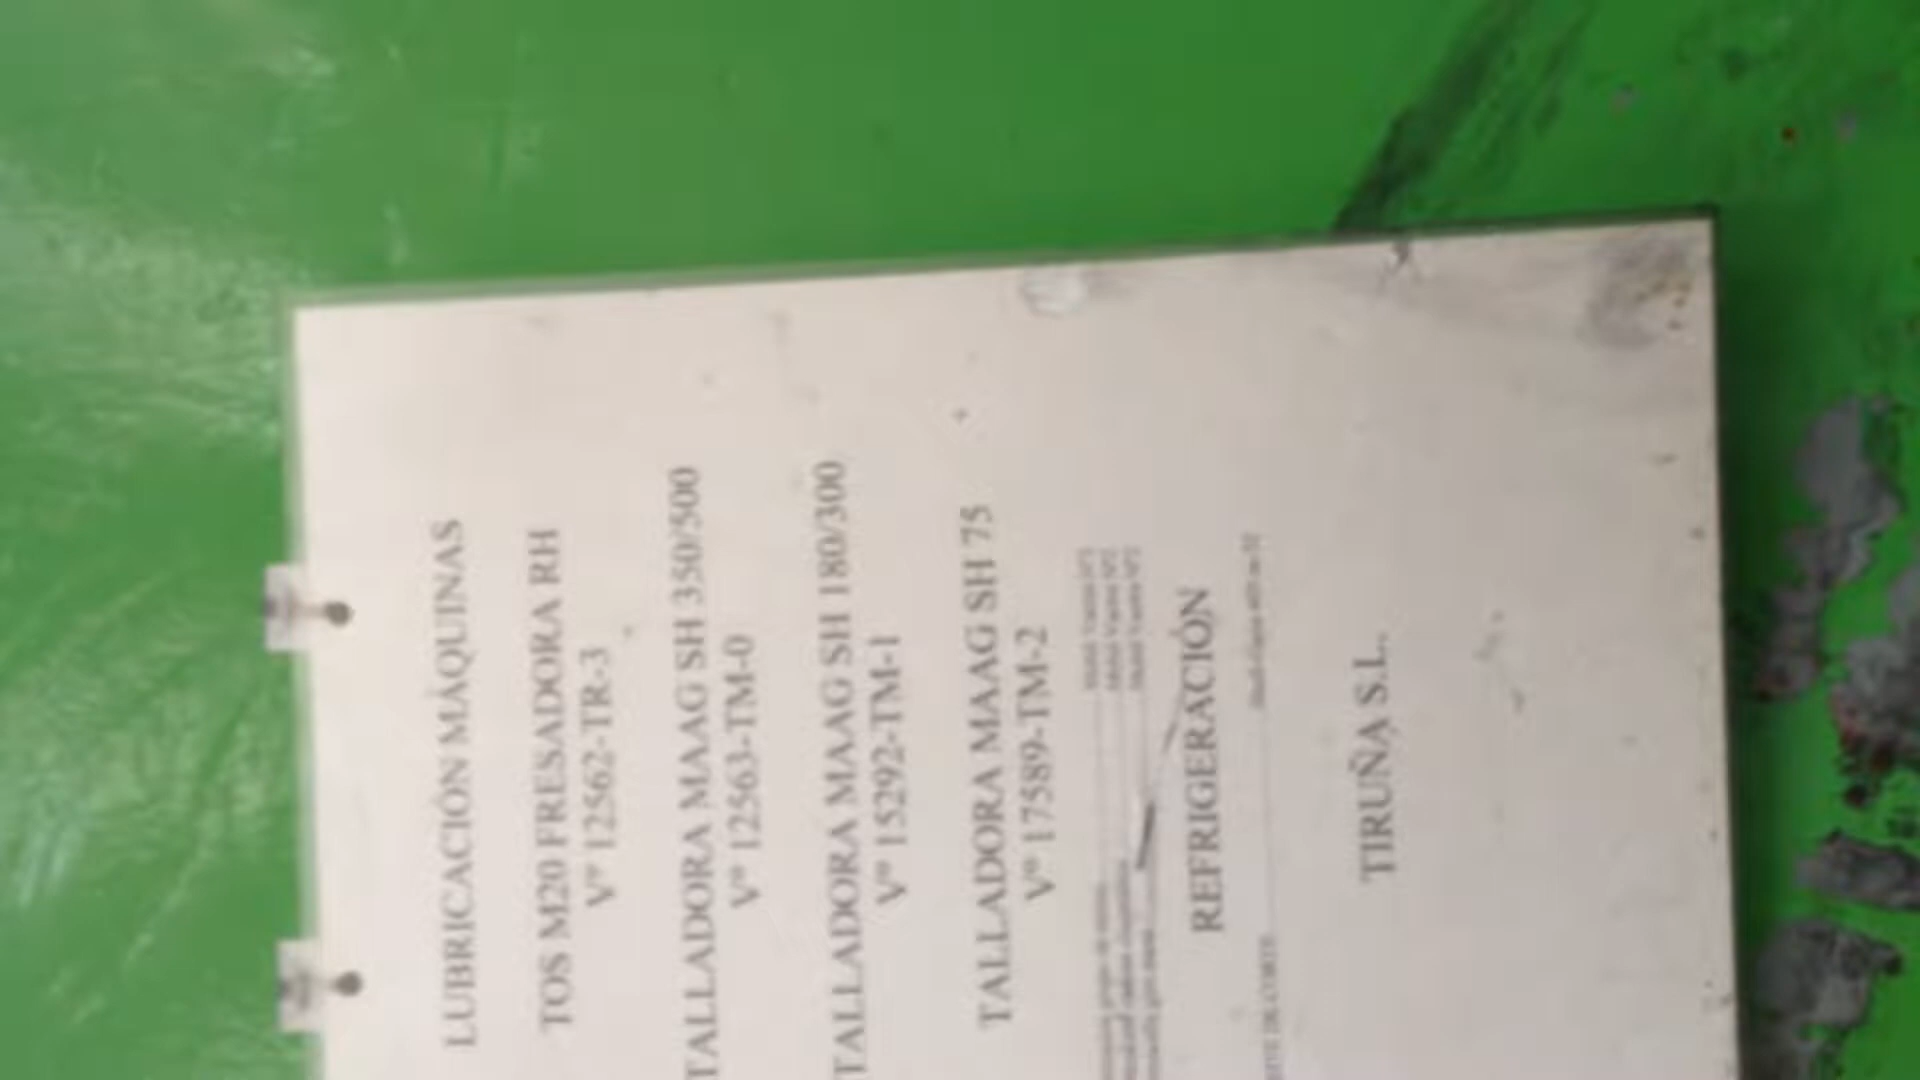 LUBRICACIÓN MÁQUINAS
TOS M20 FRESADORA RH
Vº 12562-TR-3
TALLADORA MAAG SH 350/500
Vº 12563-TM-0
TALLADORA MAAG SH 180/300
Vº 15292-TM-1
TALLADORA MAAG SH 75
Vº 17589-TM-2
REFRIGERACIÓN
DE CORTE
TIRUÑA S.L.